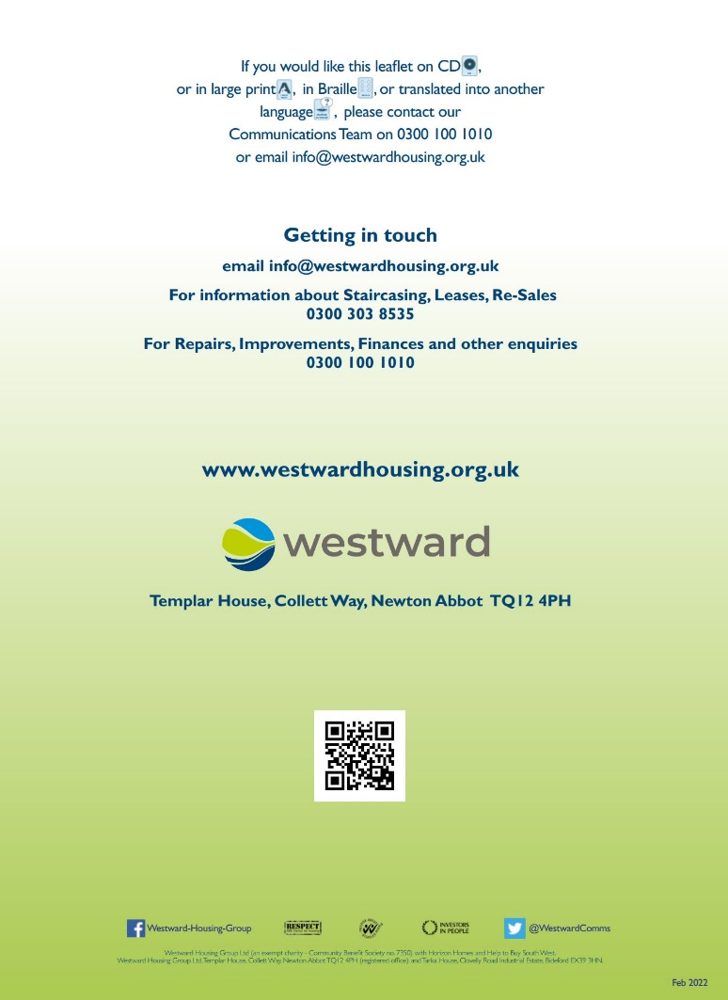 If you would like this leaflet on CD,
or in large print, in Braille, or translated into another
language, please contact our
Communications Team on 0300 100 1010
or email info@westwardhousing.org.uk
Getting in touch
email info@westwardhousing.org.uk
For information about Staircasing, Leases, Re-Sales
0300 303 8535
For Repairs, Improvements, Finances and other enquiries
0300 100 1010
www.westwardhousing.org.uk
westward
Templar House, Collett Way, Newton Abbot TQ12 4PH
Westward-Housing-Group
RESPECT
INVESTORS
IN PEOPLE
@WestwardComms
Westward Housing Group Ltd (an exempt charity - Community Benefit Society no. 7350) with Horizon Homes and Help to Buy South West.
Westward Housing Group Ltd, Templar House, Collett Way, Newton Abbot TQ12 4PH (registered office); and Tarka House, Clovelly Road Industrial Estate, Bideford EX39 3HN.
Feb 2022